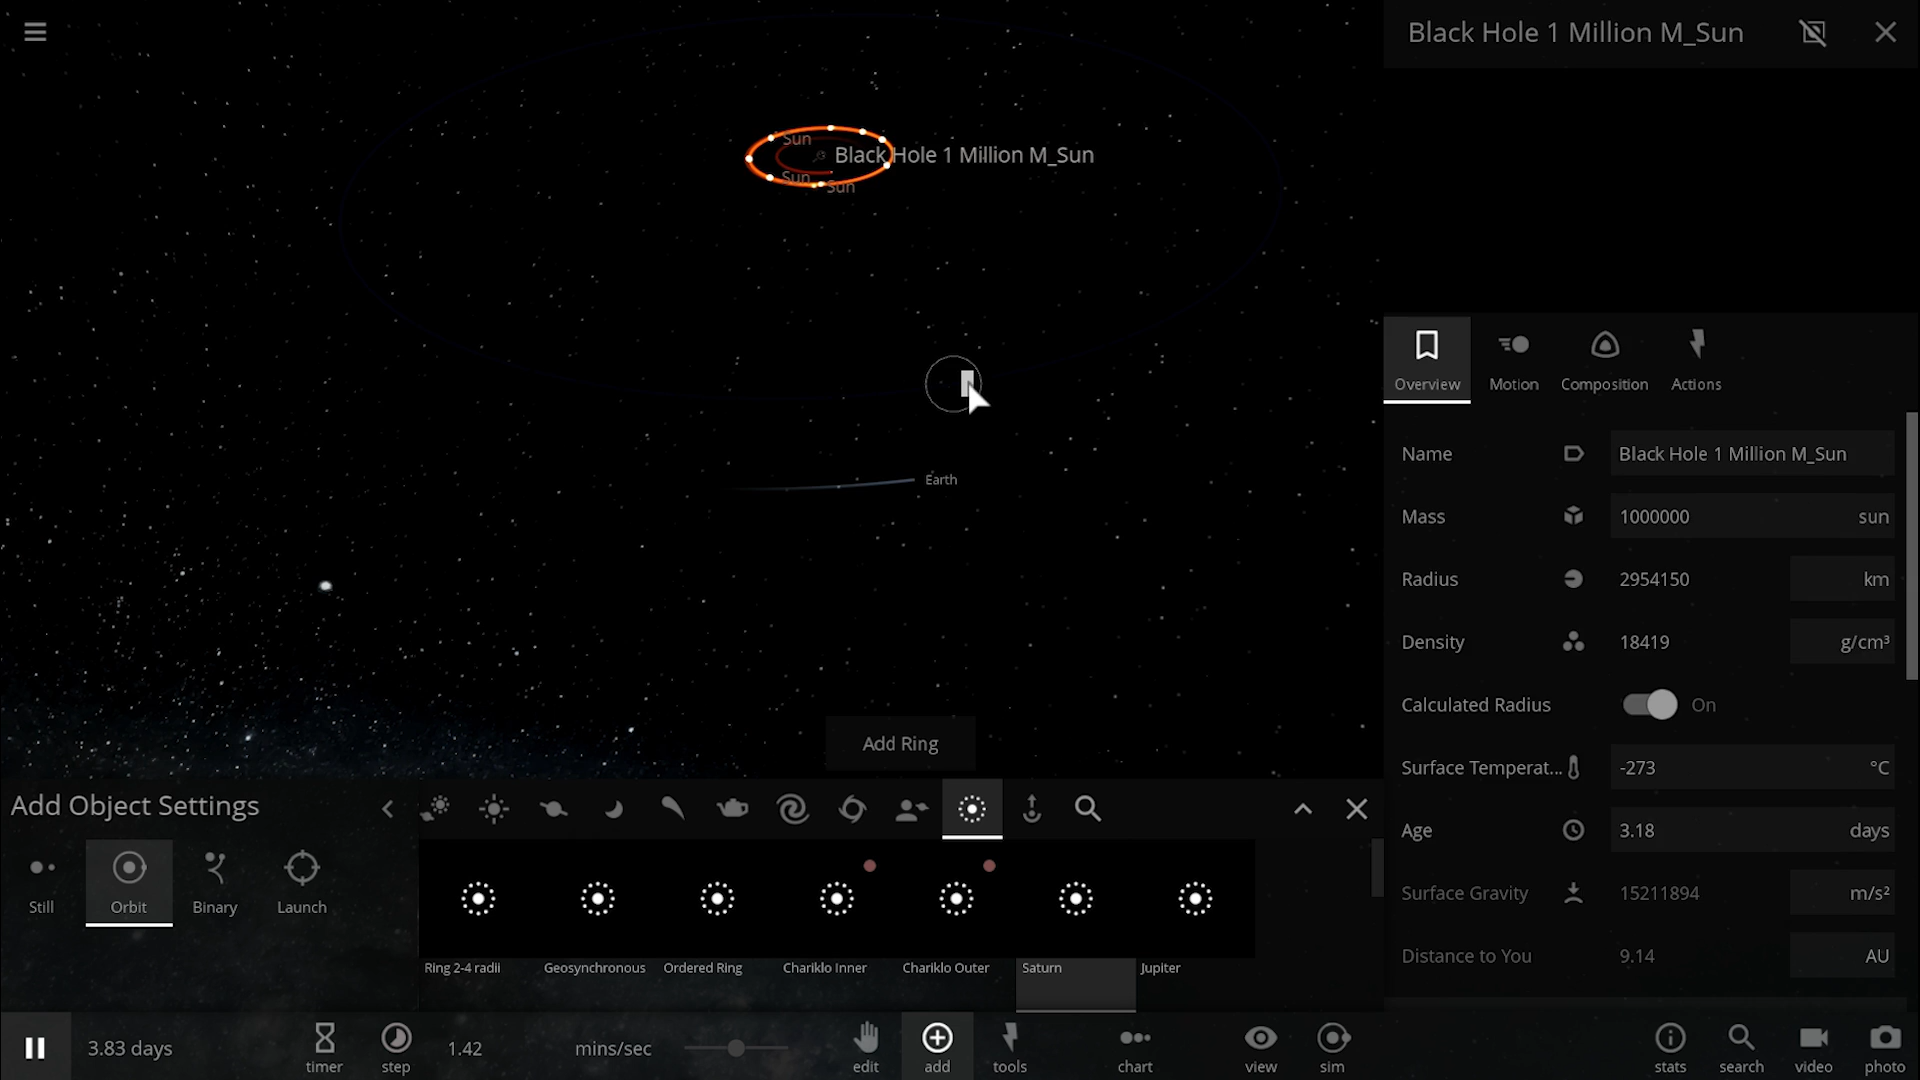 Black Hole 1 Million M_Sun
Sun
Black Hole 1 Million M_Sun
Sun
Sun
Earth
Add Ring
Overview
Motion
Composition
Actions
Name
Black Hole 1 Million M_Sun
Mass
1000000
sun
Radius
2954150
km
Density
18419
g/cm³
Calculated Radius
On
Surface Temperat...
-273
°C
Age
3.18
days
Surface Gravity
15211894
m/s²
Distance to You
9.14
AU
Add Object Settings
Still
Orbit
Binary
Launch
Ring 2-4 radii
Geosynchronous
Ordered Ring
Chariklo Inner
Chariklo Outer
Saturn
Jupiter
3.83 days
timer
step
1.42
mins/sec
edit
add
tools
chart
view
sim
stats
search
video
photo